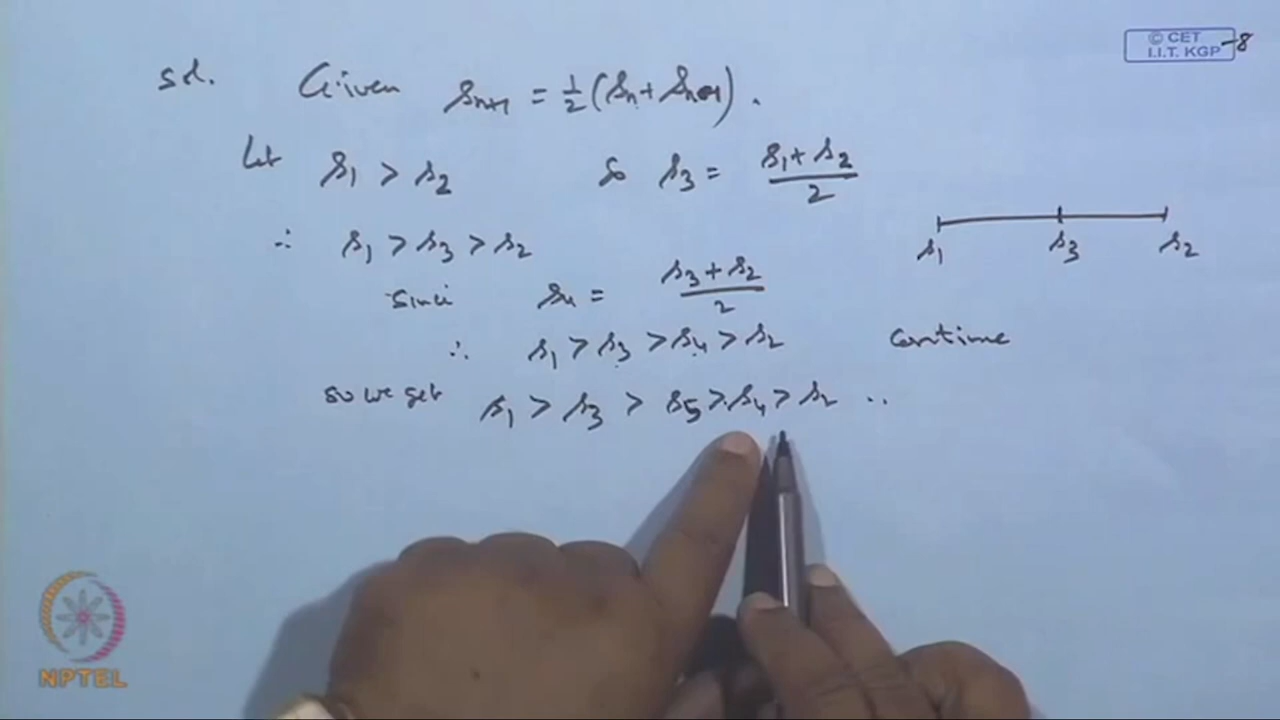 © CET
I.I.T. KGP
-8
Sol. Given s_{n+1} = 1/2 (s_n + s_{n-1}).
Let s_1 > s_2 So s_3 = (s_1 + s_2)/2
∴ s_1 > s_3 > s_2
s_1 s_3 s_2
Since s_4 = (s_3 + s_2)/2
∴ s_1 > s_3 > s_4 > s_2 Continue
So we get s_1 > s_3 > s_5 > s_4 > s_2 ..
NPTEL